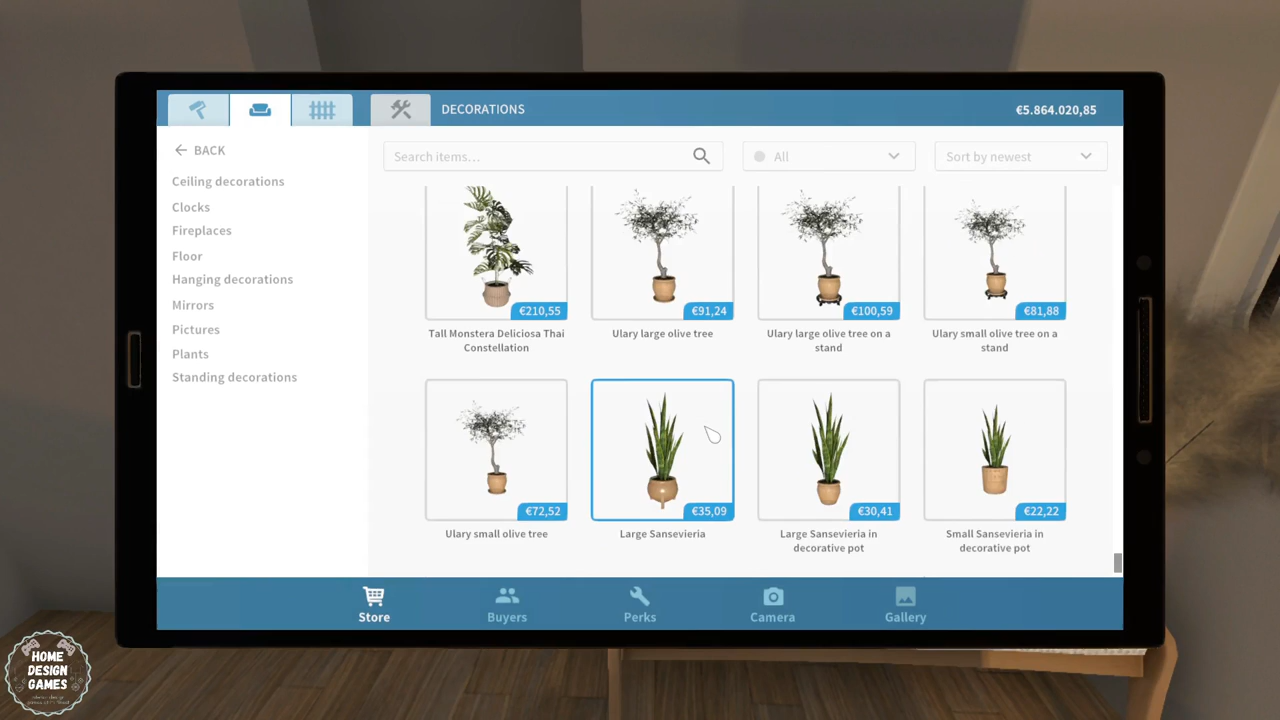 DECORATIONS
€5.864.020,85
BACK
Search items...
All
Sort by newest
Ceiling decorations
Clocks
Fireplaces
Floor
Hanging decorations
Mirrors
Pictures
Plants
Standing decorations
€210,55
€91,24
€100,59
€81,88
Tall Monstera Deliciosa Thai
Constellation
Ulary large olive tree
Ulary large olive tree on a
stand
Ulary small olive tree on a
stand
€72,52
€35,09
€30,41
€22,22
Ulary small olive tree
Large Sansevieria
Large Sansevieria in
decorative pot
Small Sansevieria in
decorative pot
Store
Buyers
Perks
Camera
Gallery
HOME
DESIGN
GAMES